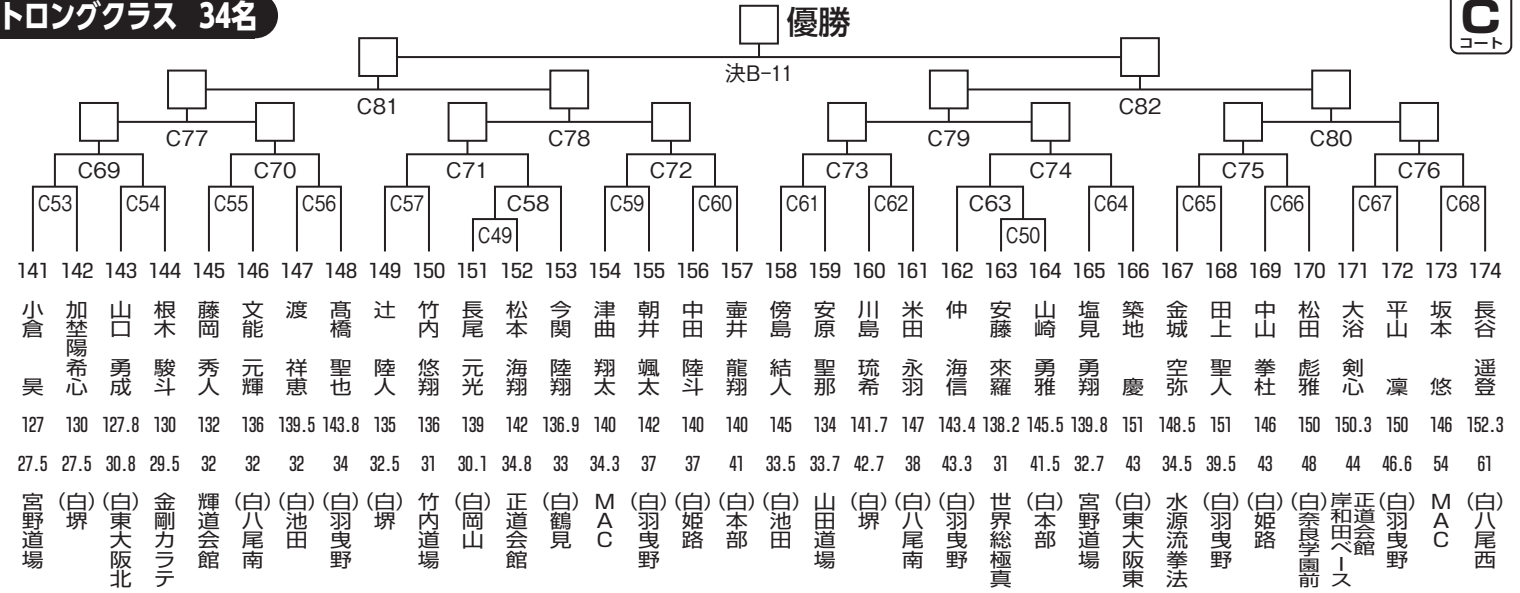 トロングクラス 34名
優勝
C
コート
決B-11
C81 C82
C77 C78 C79 C80
C69 C70 C71 C72 C73 C74 C75 C76
C53 C54 C55 C56 C57 C58 C59 C60 C61 C62 C63 C64 C65 C66 C67 C68
C49 C50
141 142 143 144 145 146 147 148 149 150 151 152 153 154 155 156 157 158 159 160 161 162 163 164 165 166 167 168 169 170 171 172 173 174
小倉 昊 加埜陽希心 山口 勇成 根木 駿斗 藤岡 秀人 文能 元輝 渡 祥恵 髙橋 聖也 辻 陸人 竹内 悠翔 長尾 元光 松本 海翔 今関 陸翔 津曲 翔太 朝井 颯太 中田 陸斗 壷井 龍翔 傍島 結人 安原 聖那 川島 琉希 米田 永羽 仲 海信 安藤 來羅 山崎 勇雅 塩見 勇翔 築地 慶 金城 空弥 田上 聖人 中山 拳杜 松田 彪雅 大浴 剣心 平山 凜 坂本 悠 長谷 遥登
127 130 127.8 130 132 136 139.5 143.8 135 136 139 142 136.9 140 142 140 140 145 134 141.7 147 143.4 138.2 145.5 139.8 151 148.5 151 146 150 150.3 150 146 152.3
27.5 27.5 30.8 29.5 32 32 32 34 32.5 31 30.1 34.8 33 34.3 37 37 41 33.5 33.7 42.7 38 43.3 31 41.5 32.7 43 34.5 39.5 43 48 44 46.6 54 61
宮野道場 (白)堺 (白)東大阪北 金剛カラテ 輝道会館 (白)八尾南 (白)池田 (白)羽曳野 (白)堺 竹内道場 (白)岡山 正道会館 (白)鶴見 MAC (白)羽曳野 (白)姫路 (白)本部 (白)池田 山田道場 (白)堺 (白)八尾南 (白)羽曳野 世界総極真 (白)本部 宮野道場 (白)東大阪東 水源流拳法 (白)羽曳野 (白)姫路 (白)奈良学園前 正道会館岸和田ベース (白)羽曳野 MAC (白)八尾西